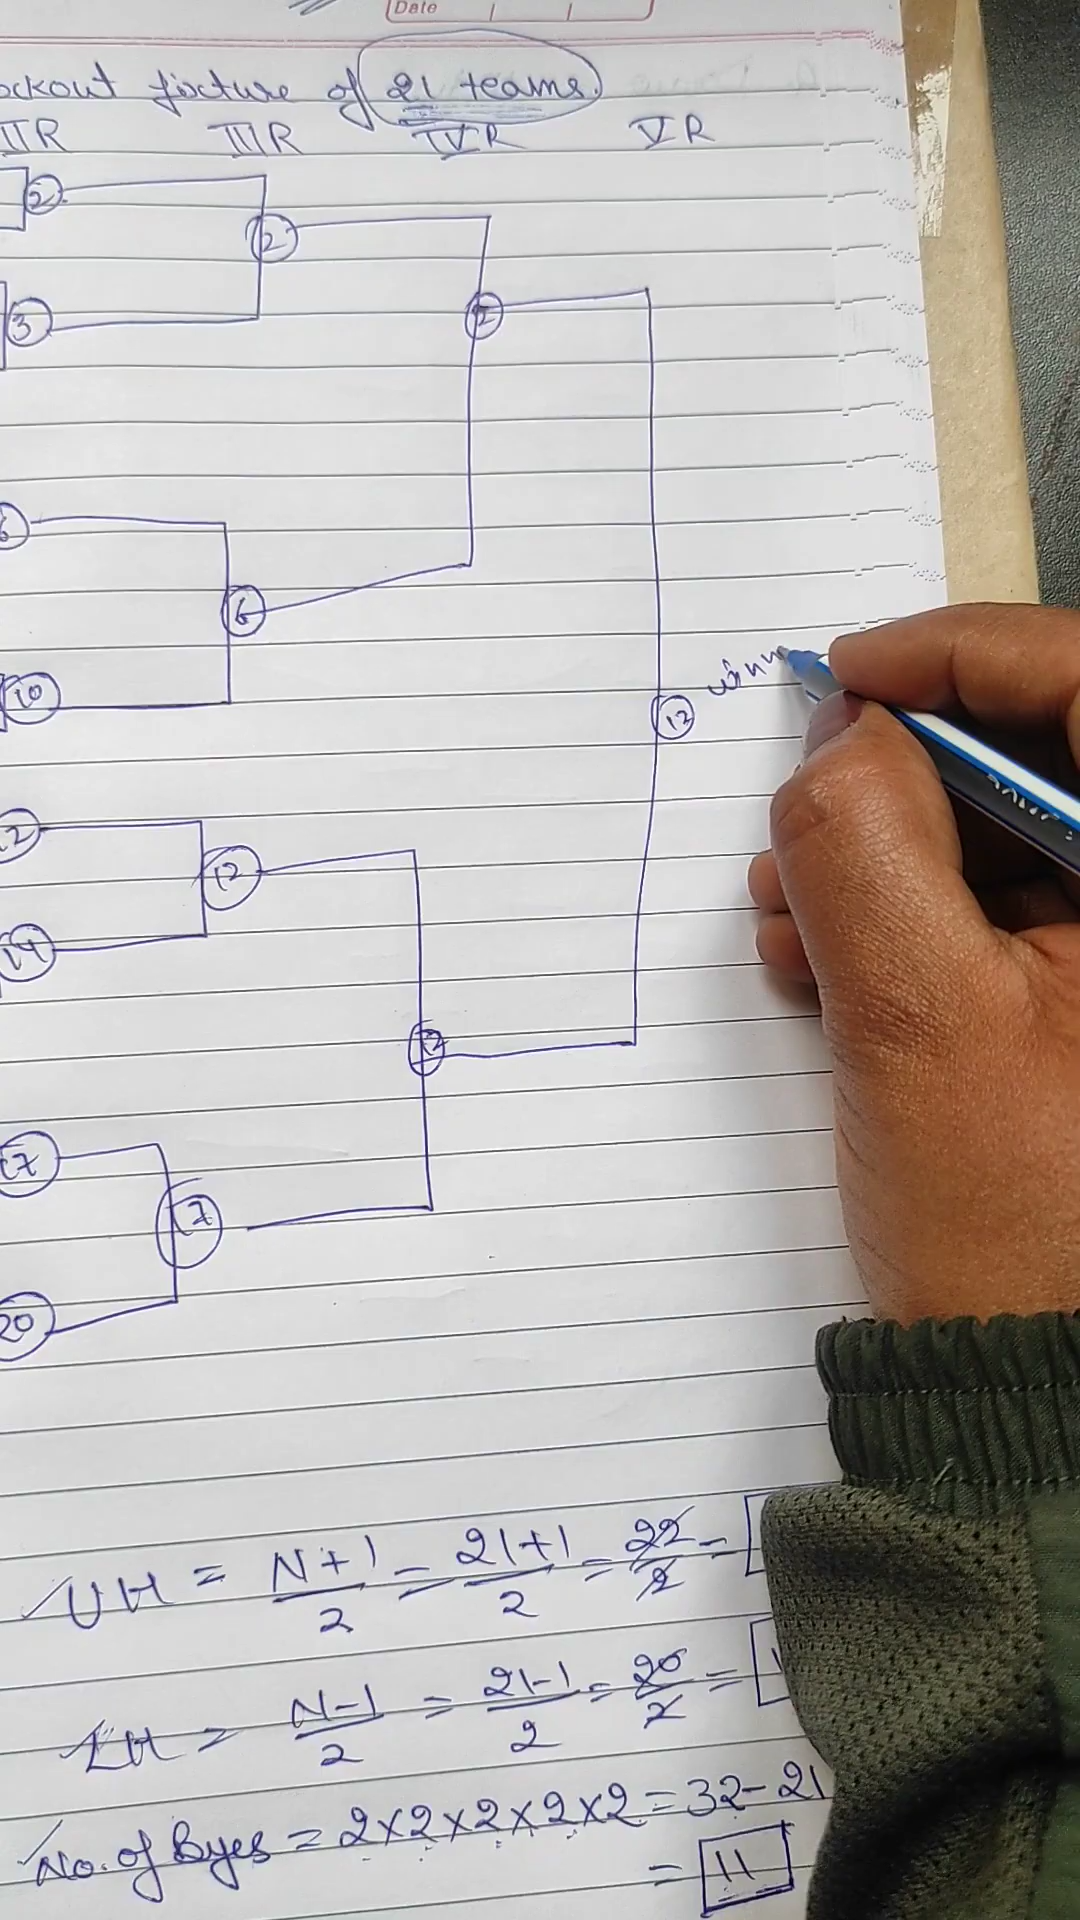 Date
ockout fixture of 21 teams.
IIR IIIR IVR VR
2
2
3
2
6
6
10
12
12
12
14
12
17
17
20
UH = N+1/2 = 21+1/2 = 22/2 =
LH = N-1/2 = 21-1/2 = 20/2 =
No. of Byes = 2×2×2×2×2 = 32-21
= 11